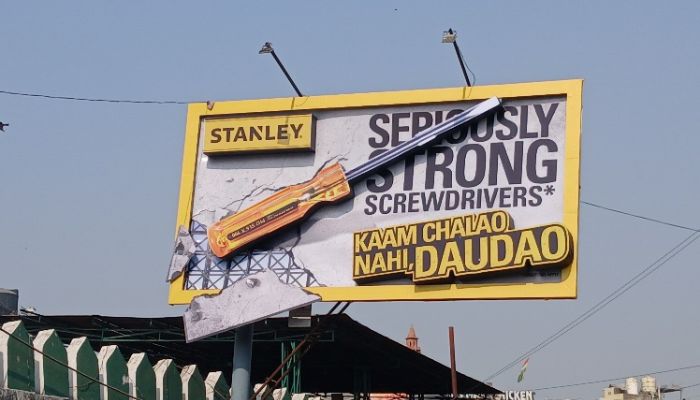 STANLEY
SERIOUSLY
STRONG
SCREWDRIVERS*
KAAM CHALAO
NAHI, DAUDAO